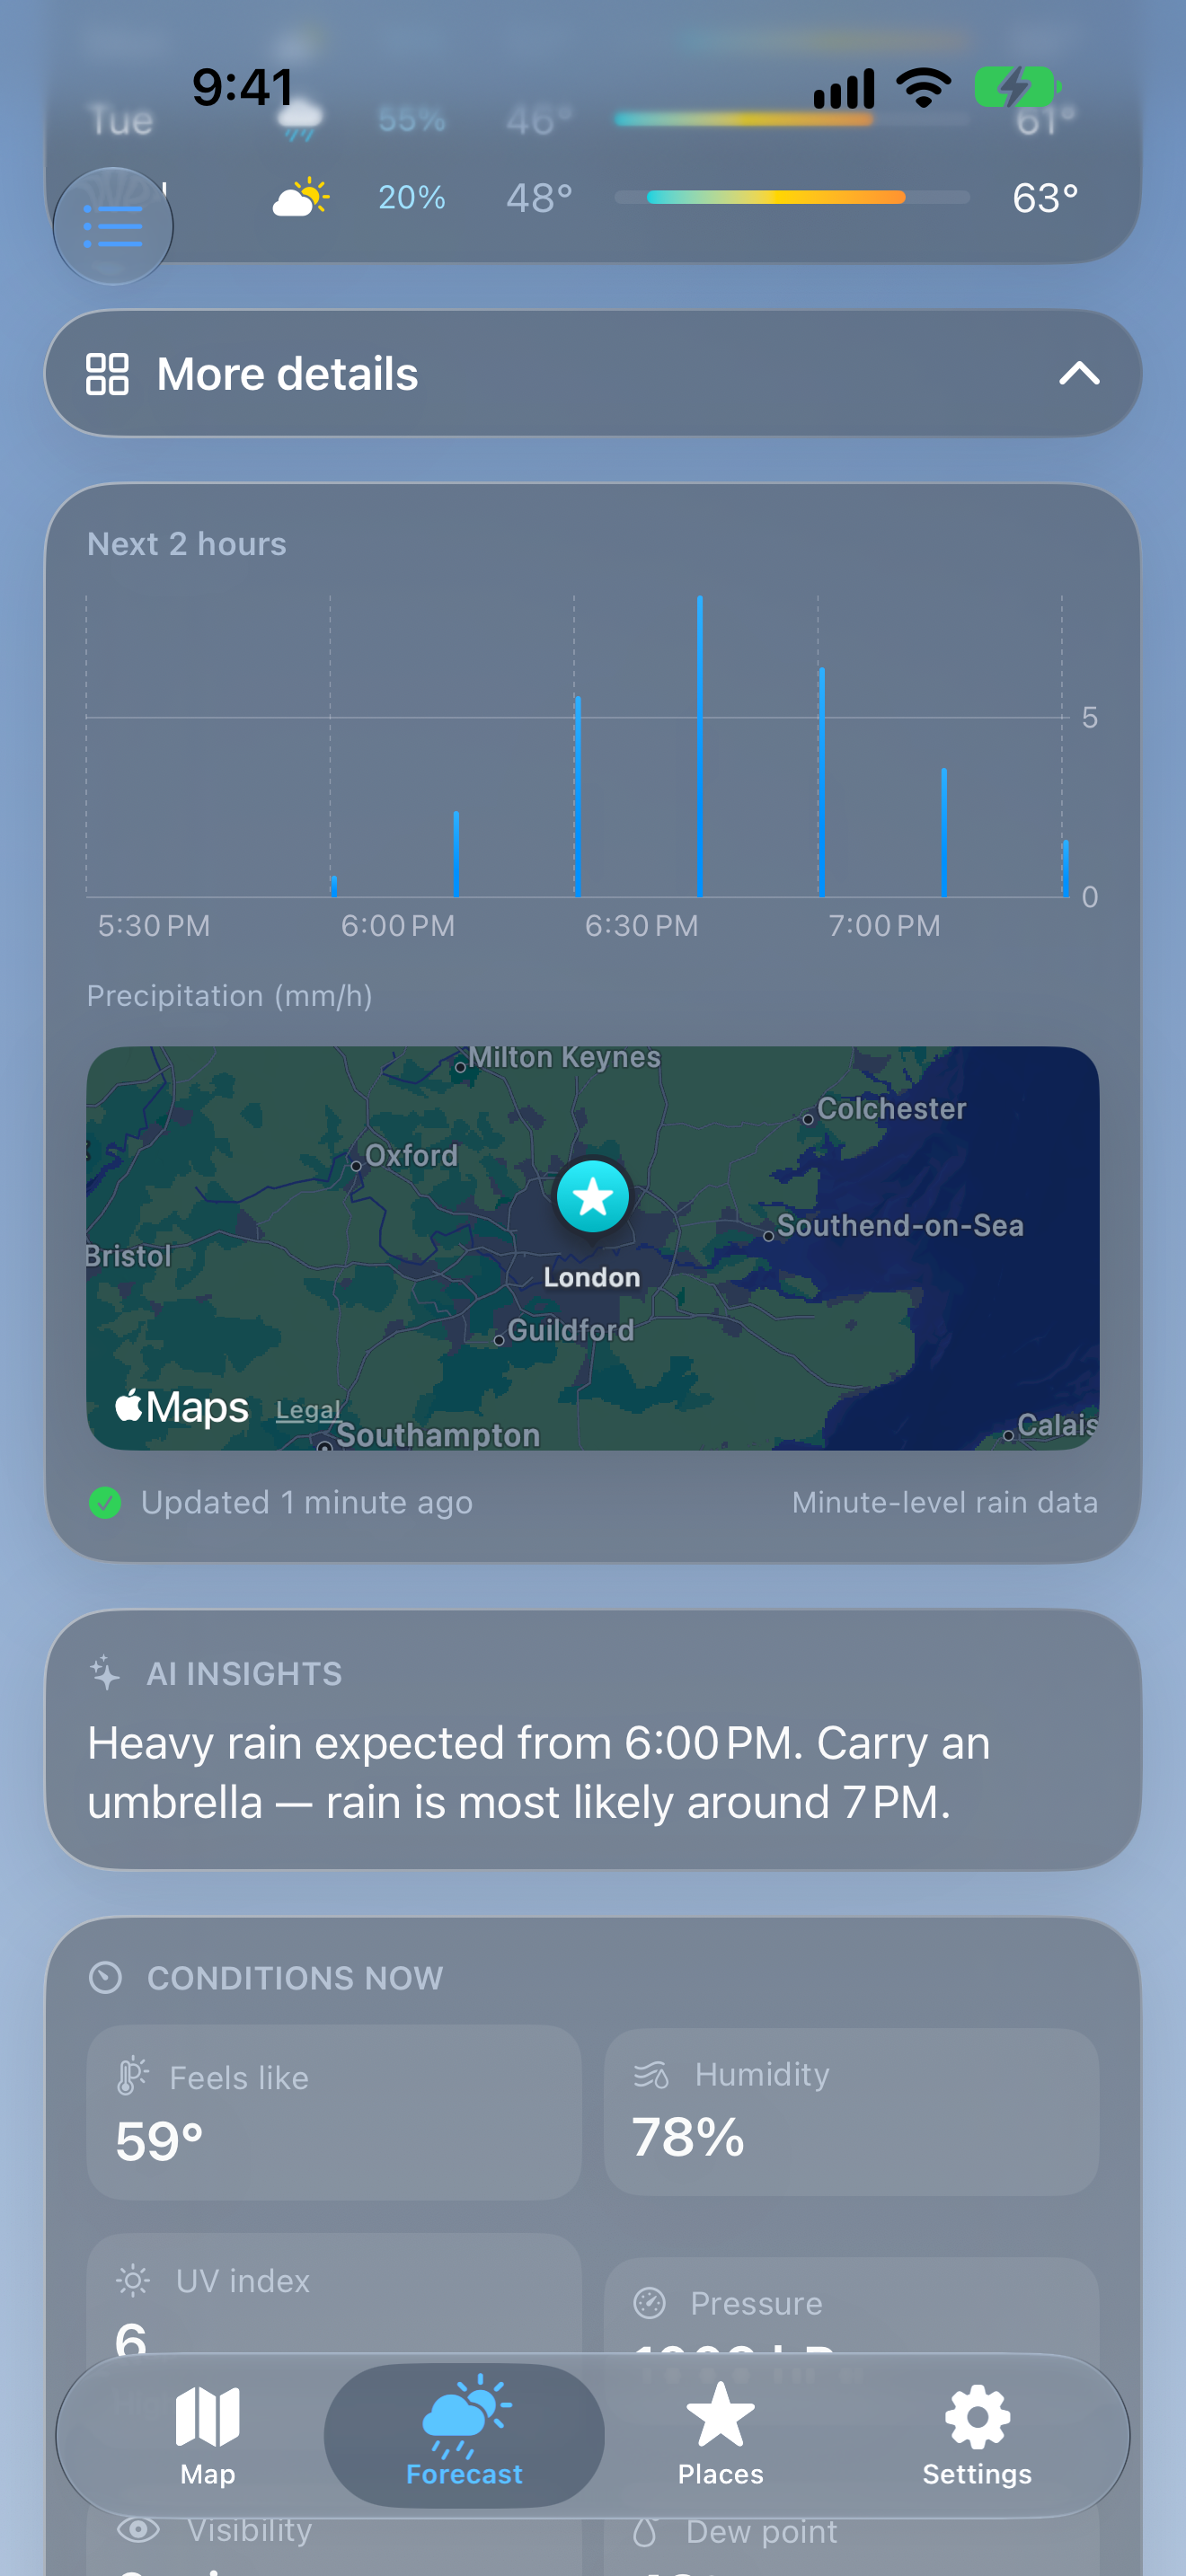 9:41
Tue 55% 46° 61°
20% 48° 63°
More details
Next 2 hours
5
0
5:30 PM 6:00 PM 6:30 PM 7:00 PM
Precipitation (mm/h)
Milton Keynes
Colchester
Oxford
Southend-on-Sea
Bristol
London
Guildford
Maps Legal
Southampton
Calais
Updated 1 minute ago Minute-level rain data
AI INSIGHTS
Heavy rain expected from 6:00 PM. Carry an
umbrella — rain is most likely around 7 PM.
CONDITIONS NOW
Feels like Humidity
59° 78%
UV index Pressure
6
Map Forecast Places Settings
Visibility Dew point